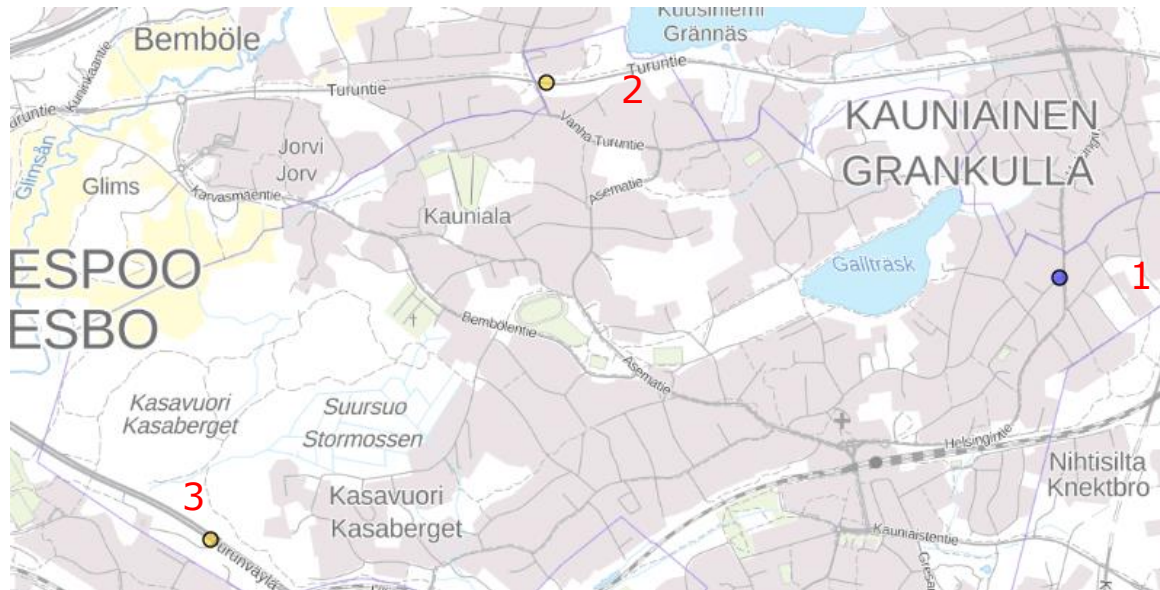 Kuusiniemi
Grännäs
Bemböle
Kuninkaantie
Turuntie
Turuntie
Turuntie
2
Vanha Turuntie
KAUNIAINEN
GRANKULLA
Jorvi
Jorv
Glimsån
Glims
Karvasmäentie
Asematie
Kauniala
ESPOO
ESBO
Gallträsk
1
Bembölentie
Asematie
Kasavuori
Kasaberget
Suursuo
Stormossen
Helsingintie
Nihtisilta
Knektbro
3
Kasavuori
Kasaberget
Turunväylä
Kauniaistentie